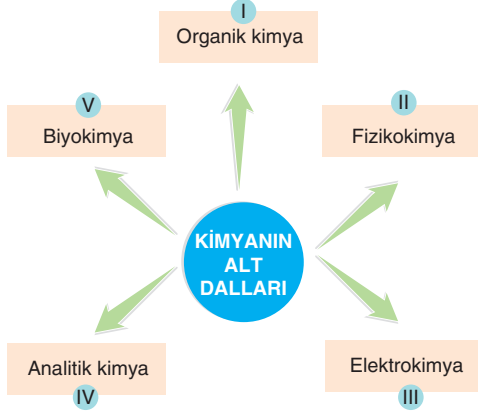 I
Organik kimya
V
Biyokimya
II
Fizikokimya
KİMYANIN
ALT
DALLARI
Analitik kimya
IV
Elektrokimya
III